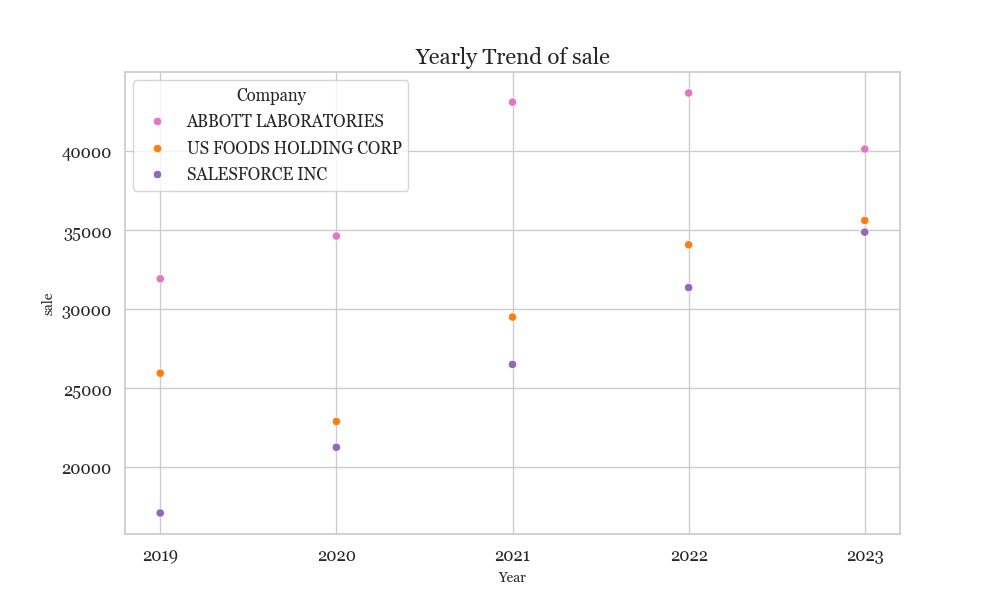 Yearly Trend of sale
Company
ABBOTT LABORATORIES
US FOODS HOLDING CORP
SALESFORCE INC
40000
35000
30000
25000
20000
sale
2019 2020 2021 2022 2023
Year